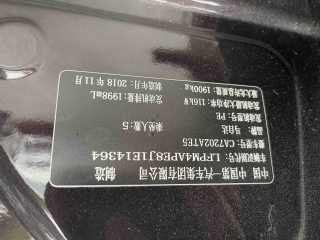 中国 中国第一汽车集团有限公司 制造
车辆识别代号: LFPM4APE8J1E14364
整车型号: CA7202ATE5
品牌: 马自达 乘坐人数: 5
发动机型号: PE
发动机最大净功率: 116kW 发动机排量: 1998mL
最大允许总质量: 1900kg 制造年月: 2018 年 11 月